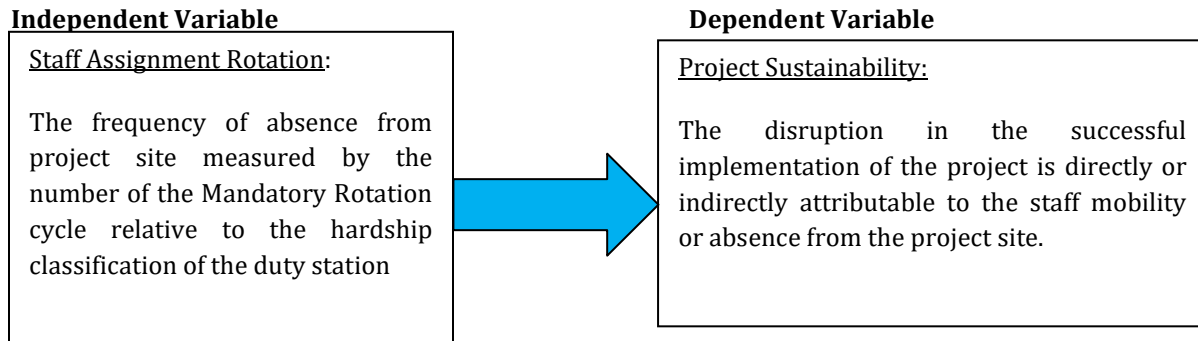 Independent Variable
Staff Assignment Rotation:
The frequency of absence from
project site measured by the
number of the Mandatory Rotation
cycle relative to the hardship
classification of the duty station
Dependent Variable
Project Sustainability:
The disruption in the successful
implementation of the project is directly or
indirectly attributable to the staff mobility
or absence from the project site.